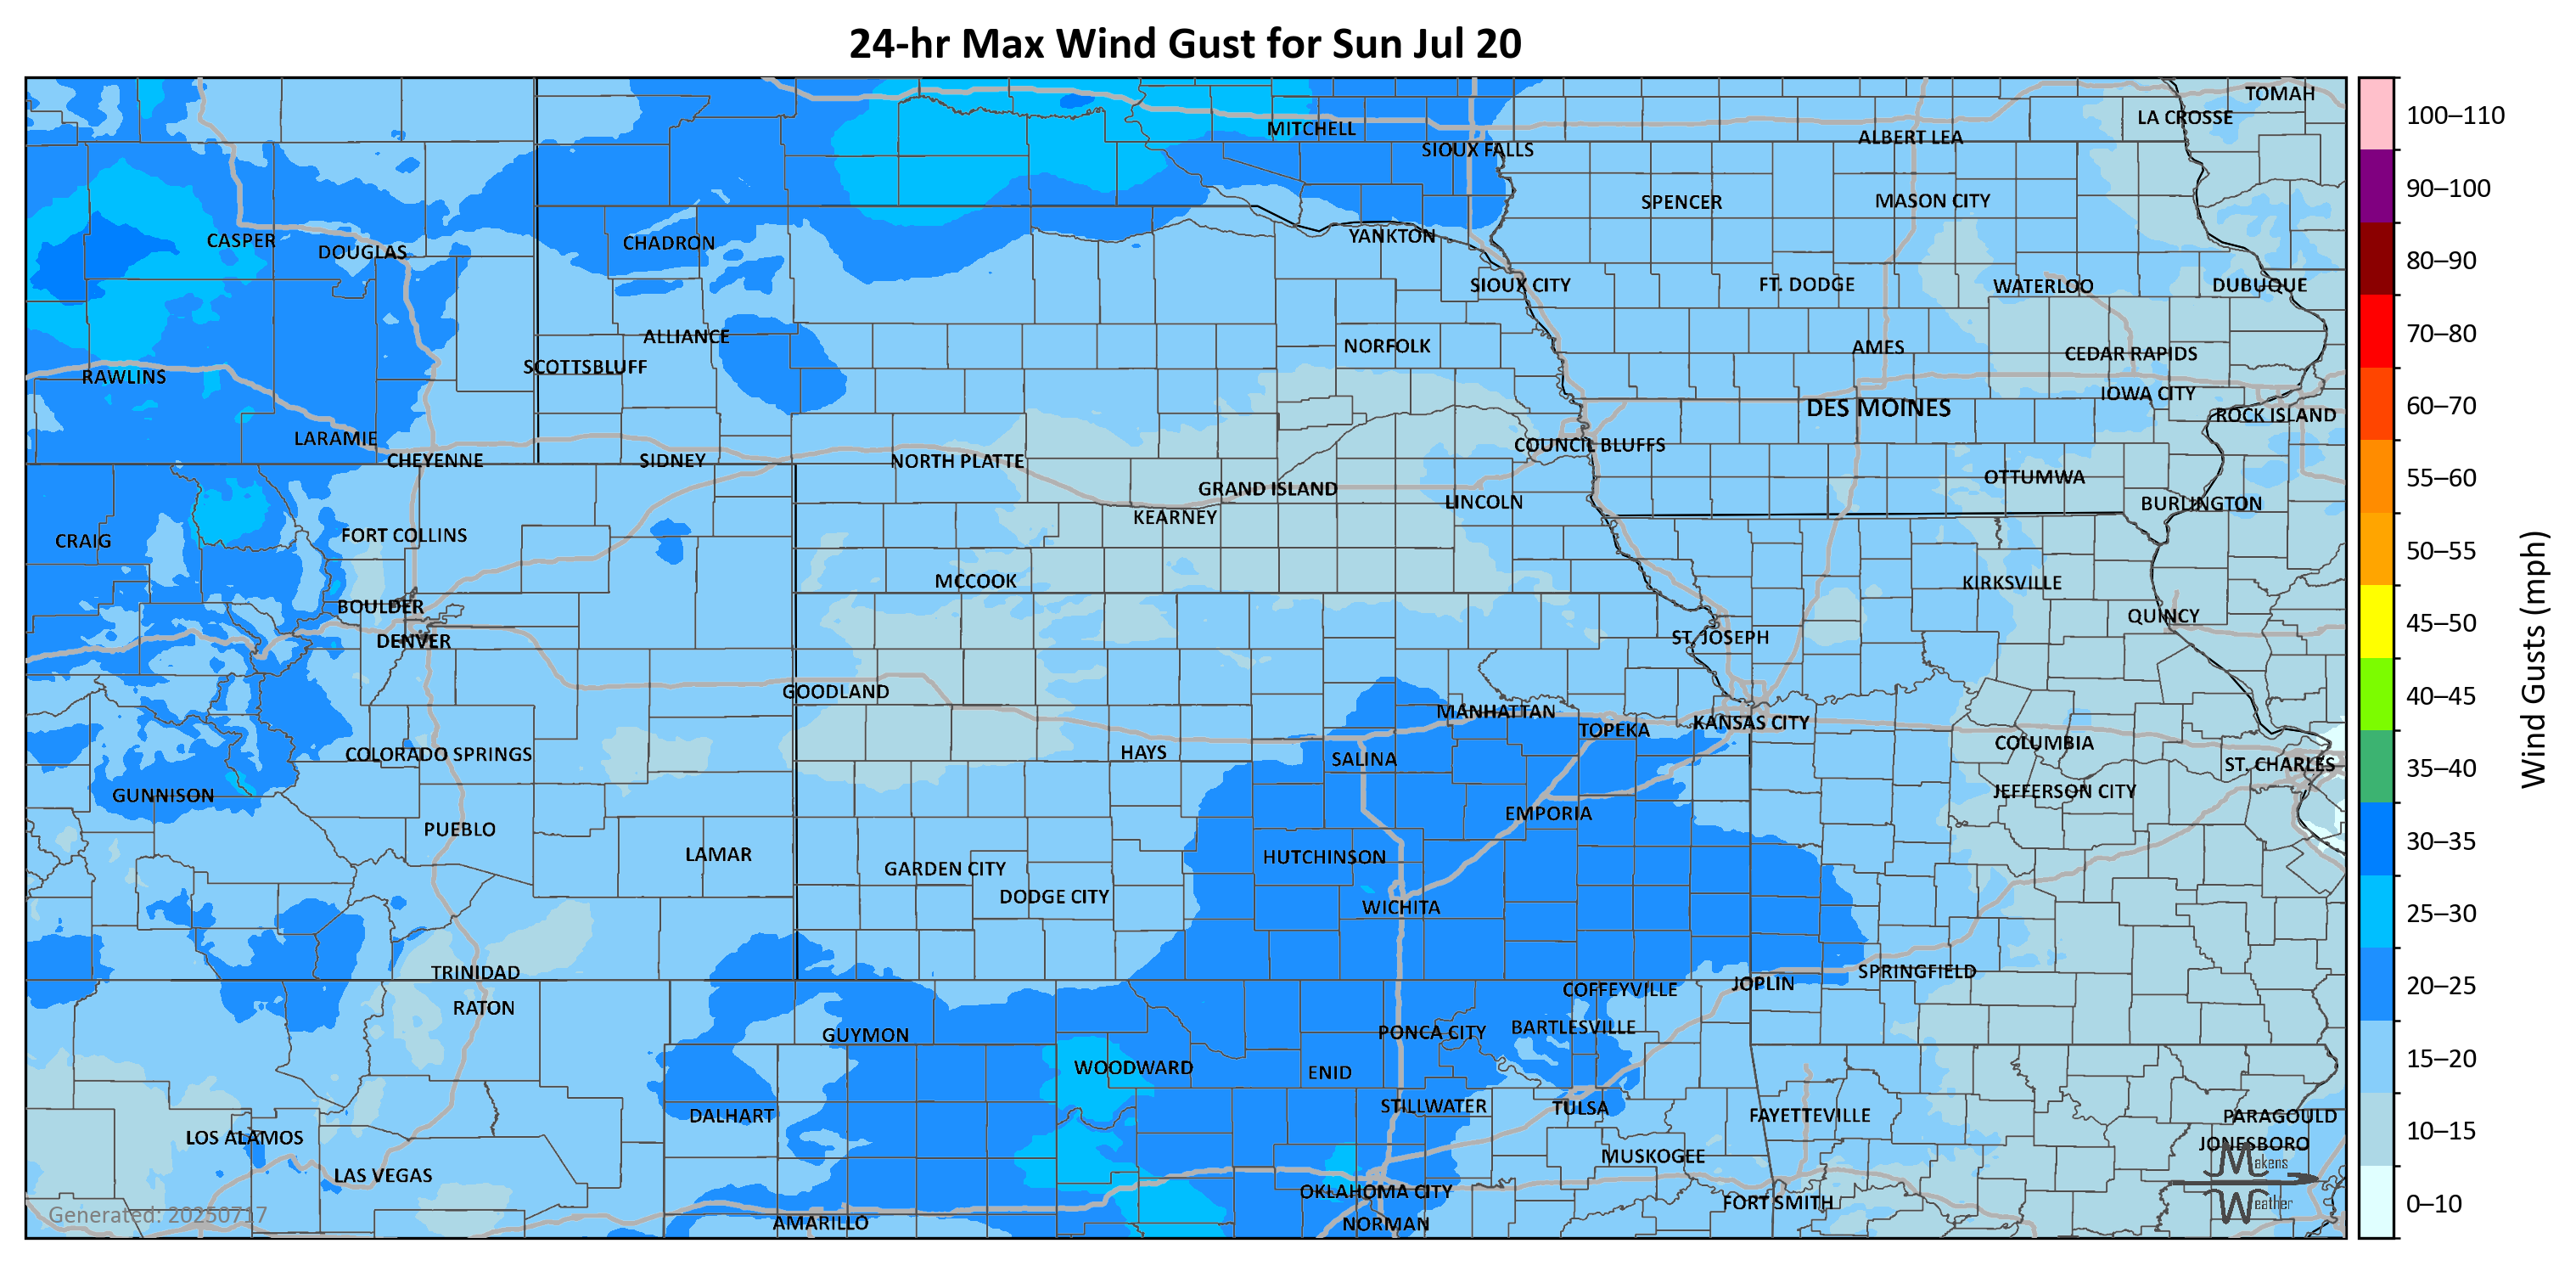 24-hr Max Wind Gust for Sun Jul 20
TOMAH
LA CROSSE
MITCHELL
ALBERT LEA
SIOUX FALLS
SPENCER
MASON CITY
CASPER
DOUGLAS
CHADRON
YANKTON
SIOUX CITY
FT. DODGE
WATERLOO
DUBUQUE
ALLIANCE
NORFOLK
AMES
CEDAR RAPIDS
SCOTTSBLUFF
RAWLINS
IOWA CITY
DES MOINES
ROCK ISLAND
LARAMIE
COUNCIL BLUFFS
CHEYENNE
SIDNEY
NORTH PLATTE
OTTUMWA
GRAND ISLAND
LINCOLN
BURLINGTON
KEARNEY
CRAIG
FORT COLLINS
MCCOOK
KIRKSVILLE
BOULDER
QUINCY
DENVER
ST. JOSEPH
GOODLAND
MANHATTAN
KANSAS CITY
TOPEKA
COLUMBIA
COLORADO SPRINGS
HAYS
SALINA
ST. CHARLES
GUNNISON
JEFFERSON CITY
EMPORIA
PUEBLO
LAMAR
HUTCHINSON
GARDEN CITY
DODGE CITY
WICHITA
TRINIDAD
SPRINGFIELD
JOPLIN
COFFEYVILLE
RATON
GUYMON
PONCA CITY
BARTLESVILLE
WOODWARD
ENID
STILLWATER
TULSA
DALHART
FAYETTEVILLE
PARAGOULD
LOS ALAMOS
JONESBORO
MUSKOGEE
LAS VEGAS
OKLAHOMA CITY
FORT SMITH
AMARILLO
NORMAN
Generated: 20250717
Makens
Weather
100–110
90–100
80–90
70–80
60–70
55–60
50–55
45–50
40–45
35–40
30–35
25–30
20–25
15–20
10–15
0–10
Wind Gusts (mph)